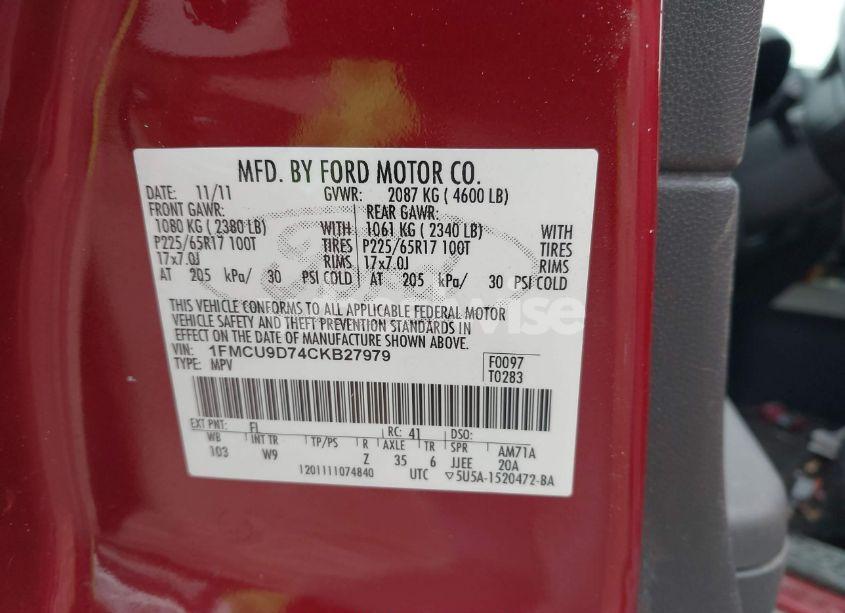 MFD. BY FORD MOTOR CO.
DATE: 11/11 GVWR: 2087 KG ( 4600 LB)
FRONT GAWR: REAR GAWR:
1080 KG ( 2380 LB) WITH 1061 KG ( 2340 LB) WITH
P225/65R17 100T TIRES P225/65R17 100T TIRES
17x7.0J RIMS 17x7.0J RIMS
AT 205 kPa/ 30 PSI COLD AT 205 kPa/ 30 PSI COLD
THIS VEHICLE CONFORMS TO ALL APPLICABLE FEDERAL MOTOR
VEHICLE SAFETY AND THEFT PREVENTION STANDARDS IN
EFFECT ON THE DATE OF MANUFACTURE SHOWN ABOVE.
VIN: 1FMCU9D74CKB27979 F0097
TYPE: MPV T0283
EXT PNT: FL RC: 41 DSO:
WB INT TR TP/PS R AXLE TR SPR AM71A
103 W9 Z 35 6 JJEE 20A
1201111074840 UTC ▽5U5A-1520472-BA